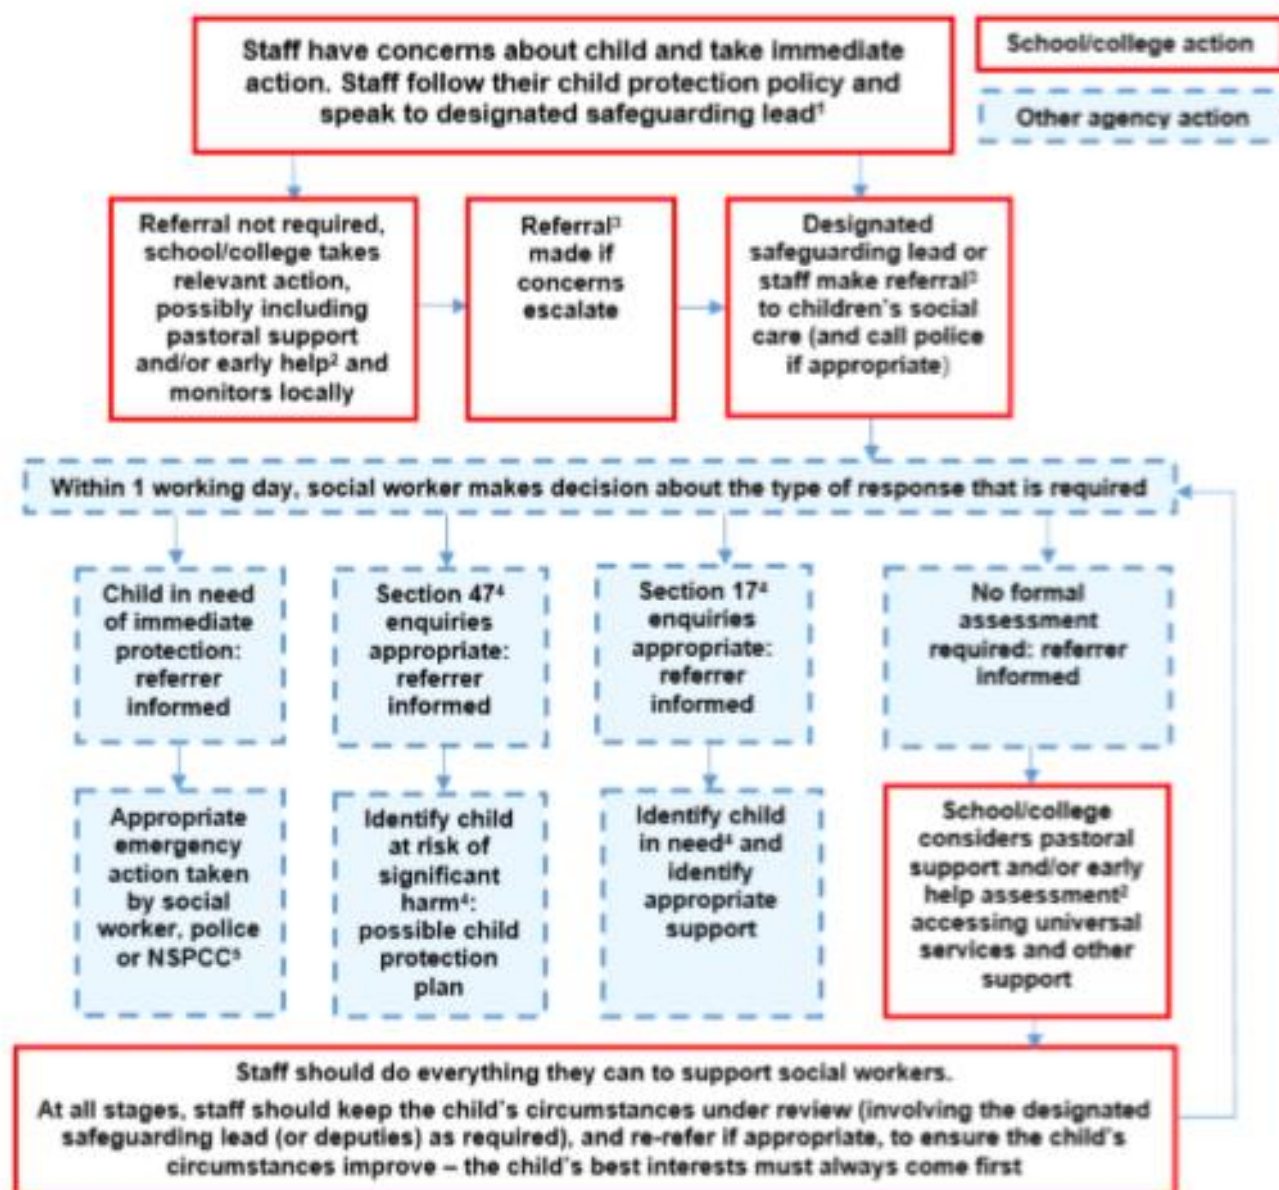 Staff have concerns about child and take immediate
action. Staff follow their child protection policy and
speak to designated safeguarding lead¹
School/college action
Other agency action
Referral not required,
school/college takes
relevant action,
possibly including
pastoral support
and/or early help² and
monitors locally
Referral³
made if
concerns
escalate
Designated
safeguarding lead or
staff make referral³
to children's social
care (and call police
if appropriate)
Within 1 working day, social worker makes decision about the type of response that is required
Child in need
of immediate
protection:
referrer
informed
Section 47⁴
enquiries
appropriate:
referrer
informed
Section 17⁴
enquiries
appropriate:
referrer
informed
No formal
assessment
required: referrer
informed
Appropriate
emergency
action taken
by social
worker, police
or NSPCC⁵
Identify child
at risk of
significant
harm⁴:
possible child
protection
plan
Identify child
in need⁴ and
identify
appropriate
support
School/college
considers pastoral
support and/or early
help assessment²
accessing universal
services and other
support
Staff should do everything they can to support social workers.
At all stages, staff should keep the child's circumstances under review (involving the designated
safeguarding lead (or deputies) as required), and re-refer if appropriate, to ensure the child's
circumstances improve – the child's best interests must always come first